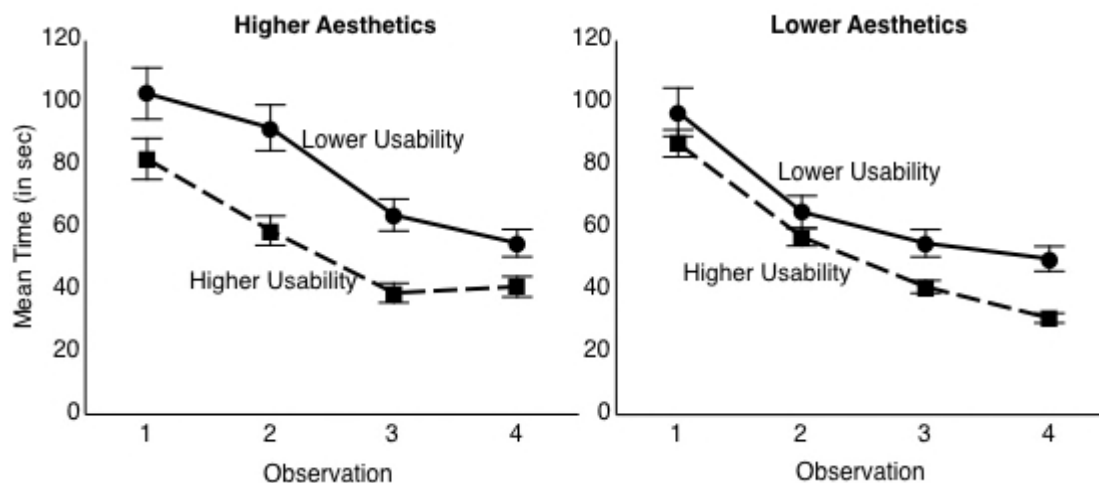 Higher Aesthetics
120
100
80
60
40
20
0
Mean Time (in sec)
Lower Usability
Higher Usability
1 2 3 4
Observation
Lower Aesthetics
120
100
80
60
40
20
0
Lower Usability
Higher Usability
1 2 3 4
Observation